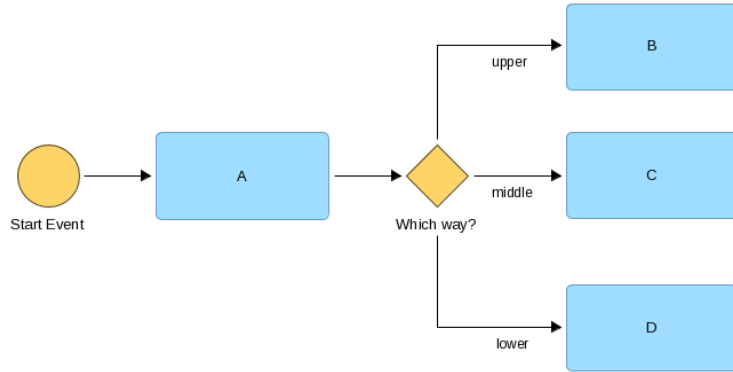 B
upper
A
C
middle
Start Event
Which way?
D
lower